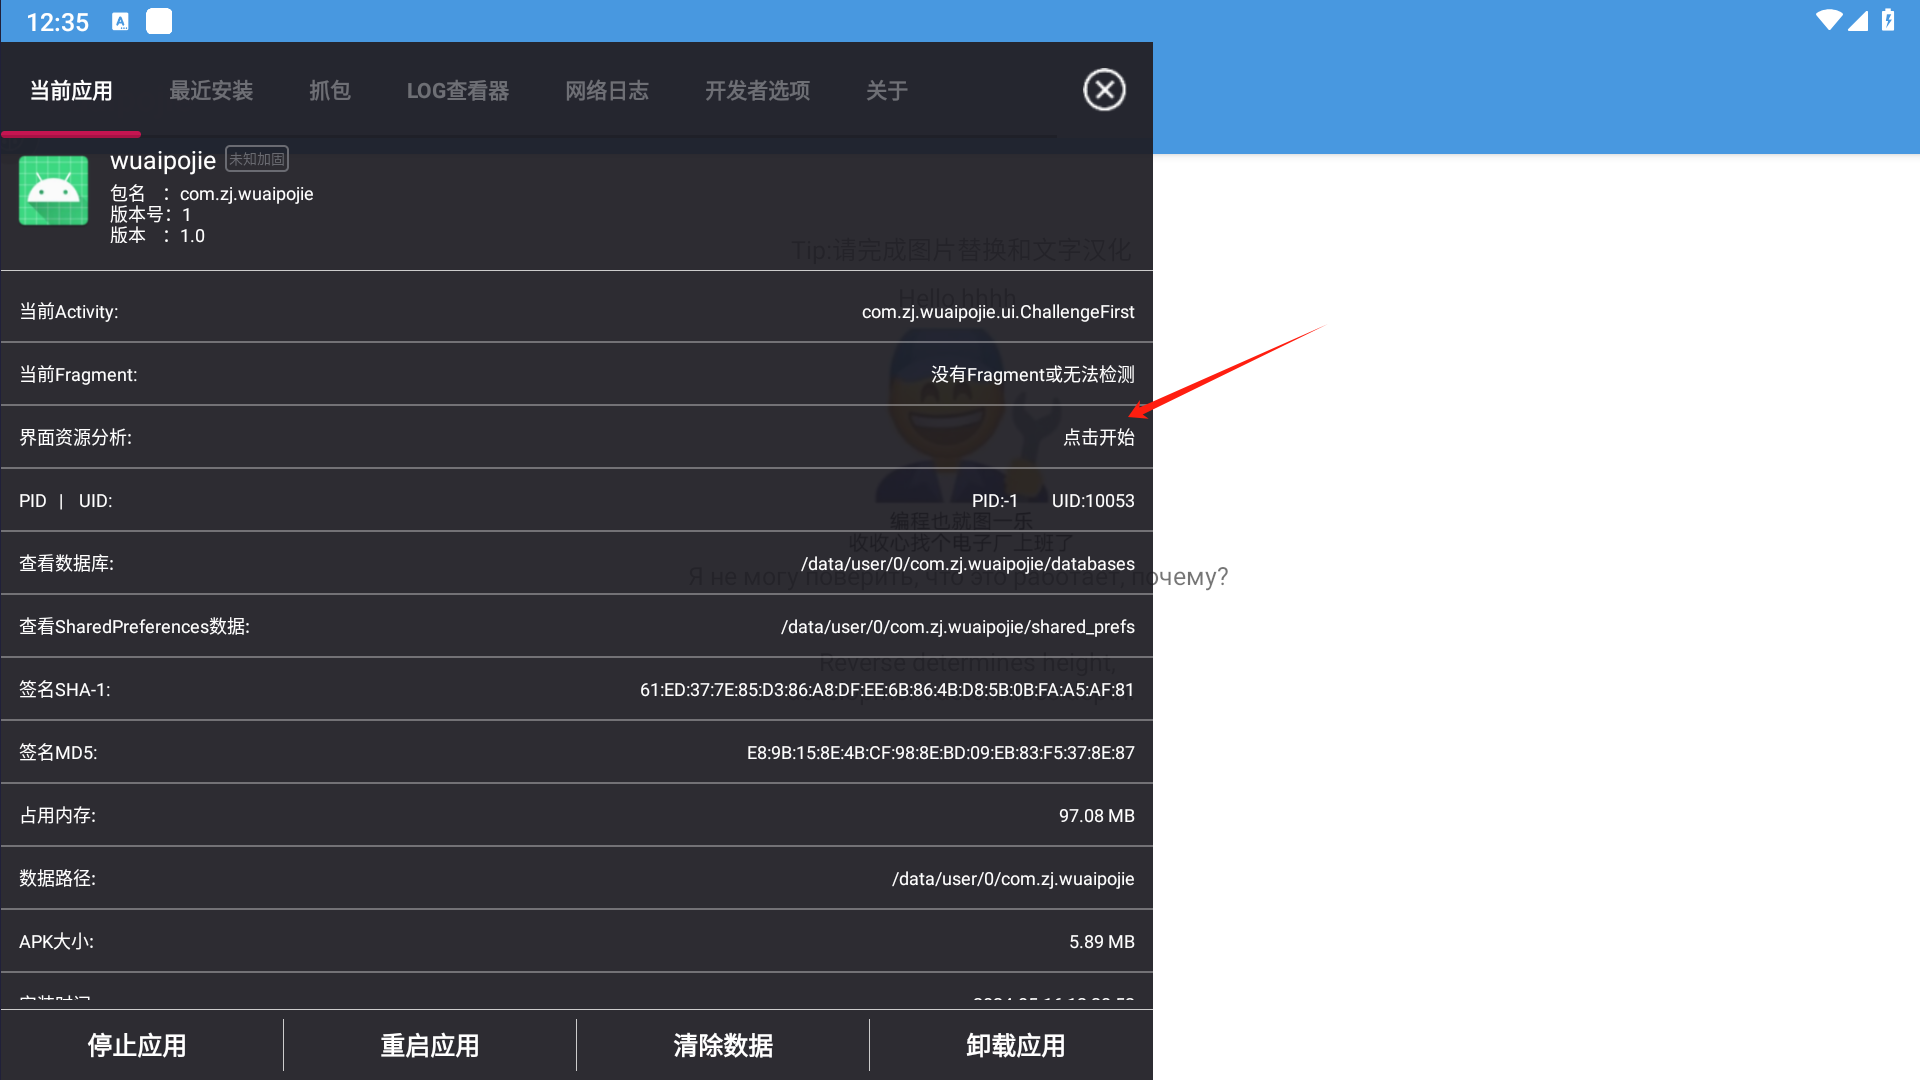 12:35
当前应用 最近安装 抓包 LOG查看器 网络日志 开发者选项 关于
wuaipojie 未知加固
包名 : com.zj.wuaipojie
版本号: 1
版本 : 1.0
Tip:请完成图片替换和文字汉化
Hello hhhh
当前Activity: com.zj.wuaipojie.ui.ChallengeFirst
当前Fragment: 没有Fragment或无法检测
界面资源分析: 点击开始
PID | UID: PID:-1 UID:10053
编程也就图一乐
收收心找个电子厂上班了
查看数据库: /data/user/0/com.zj.wuaipojie/databases
Я не могу поверить, что это работает, почему?
查看SharedPreferences数据: /data/user/0/com.zj.wuaipojie/shared_prefs
Reverse determines height,
签名SHA-1: 61:ED:37:7E:85:D3:86:A8:DF:EE:6B:86:4B:D8:5B:0B:FA:A5:AF:81
签名MD5: E8:9B:15:8E:4B:CF:98:8E:BD:09:EB:83:F5:37:8E:87
占用内存: 97.08 MB
数据路径: /data/user/0/com.zj.wuaipojie
APK大小: 5.89 MB
停止应用 重启应用 清除数据 卸载应用